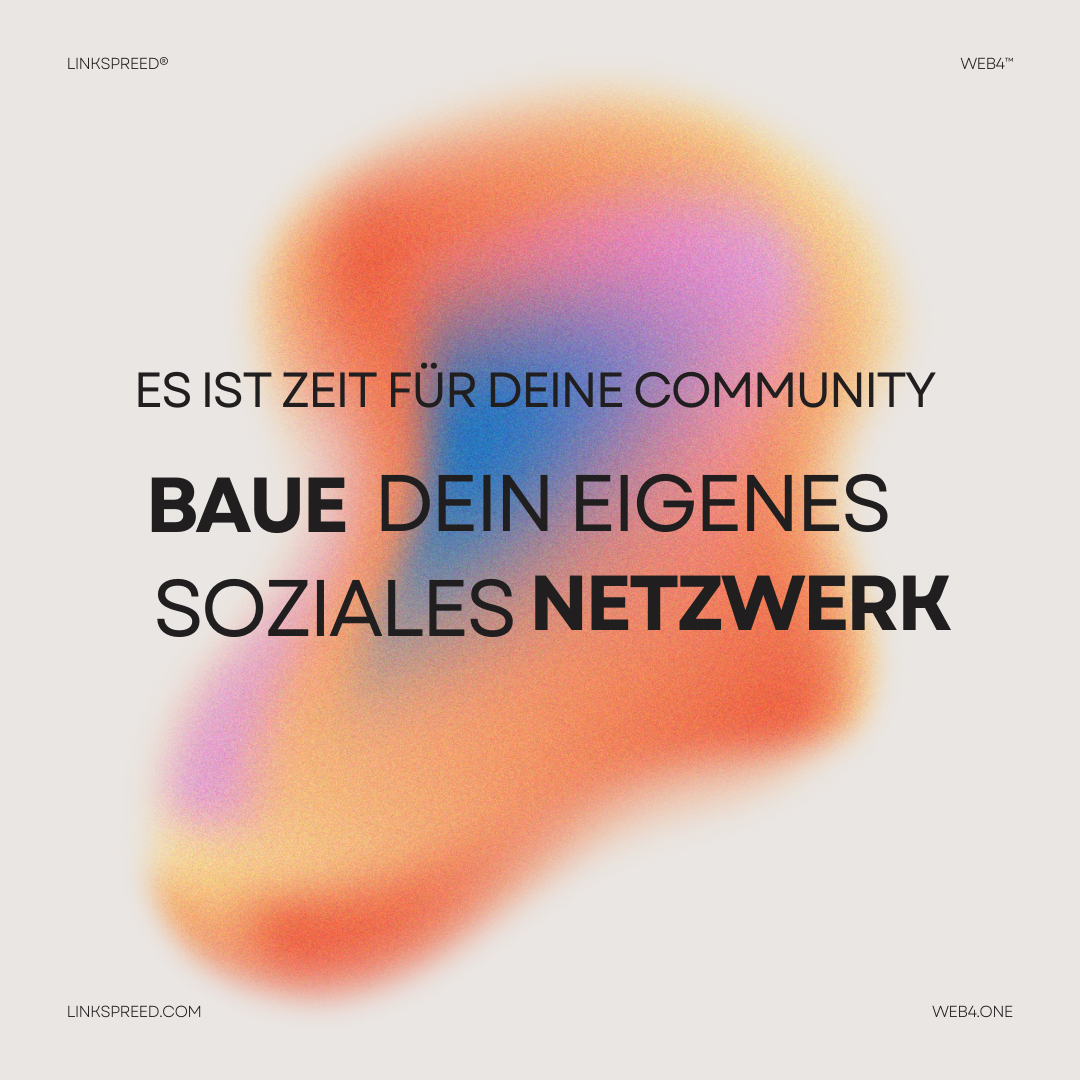 LINKSPREED®
WEB4™
ES IST ZEIT FÜR DEINE COMMUNITY
BAUE DEIN EIGENES
SOZIALES NETZWERK
LINKSPREED.COM
WEB4.ONE